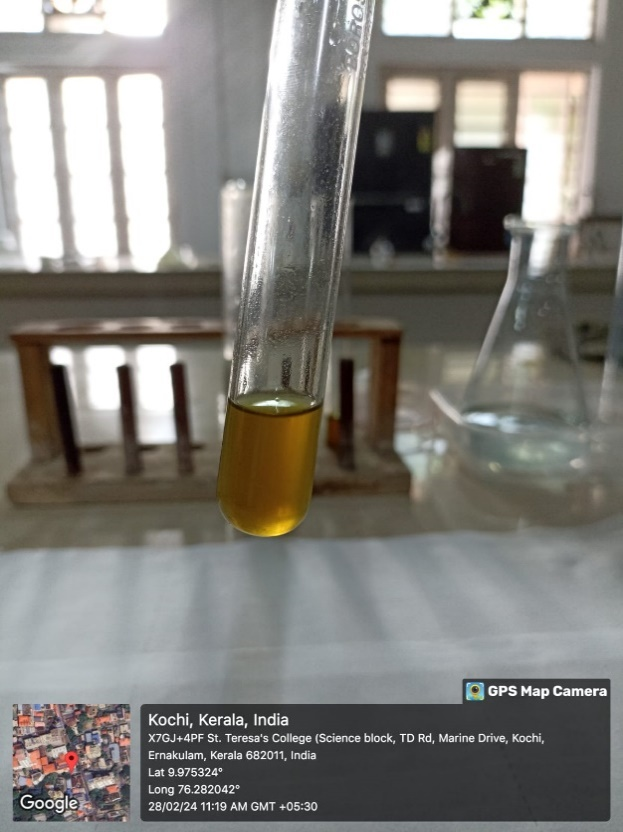 GPS Map Camera
Kochi, Kerala, India
X7GJ+4PF St. Teresa's College (Science block, TD Rd, Marine Drive, Kochi,
Ernakulam, Kerala 682011, India
Lat 9.975324°
Long 76.282042°
28/02/24 11:19 AM GMT +05:30
Google